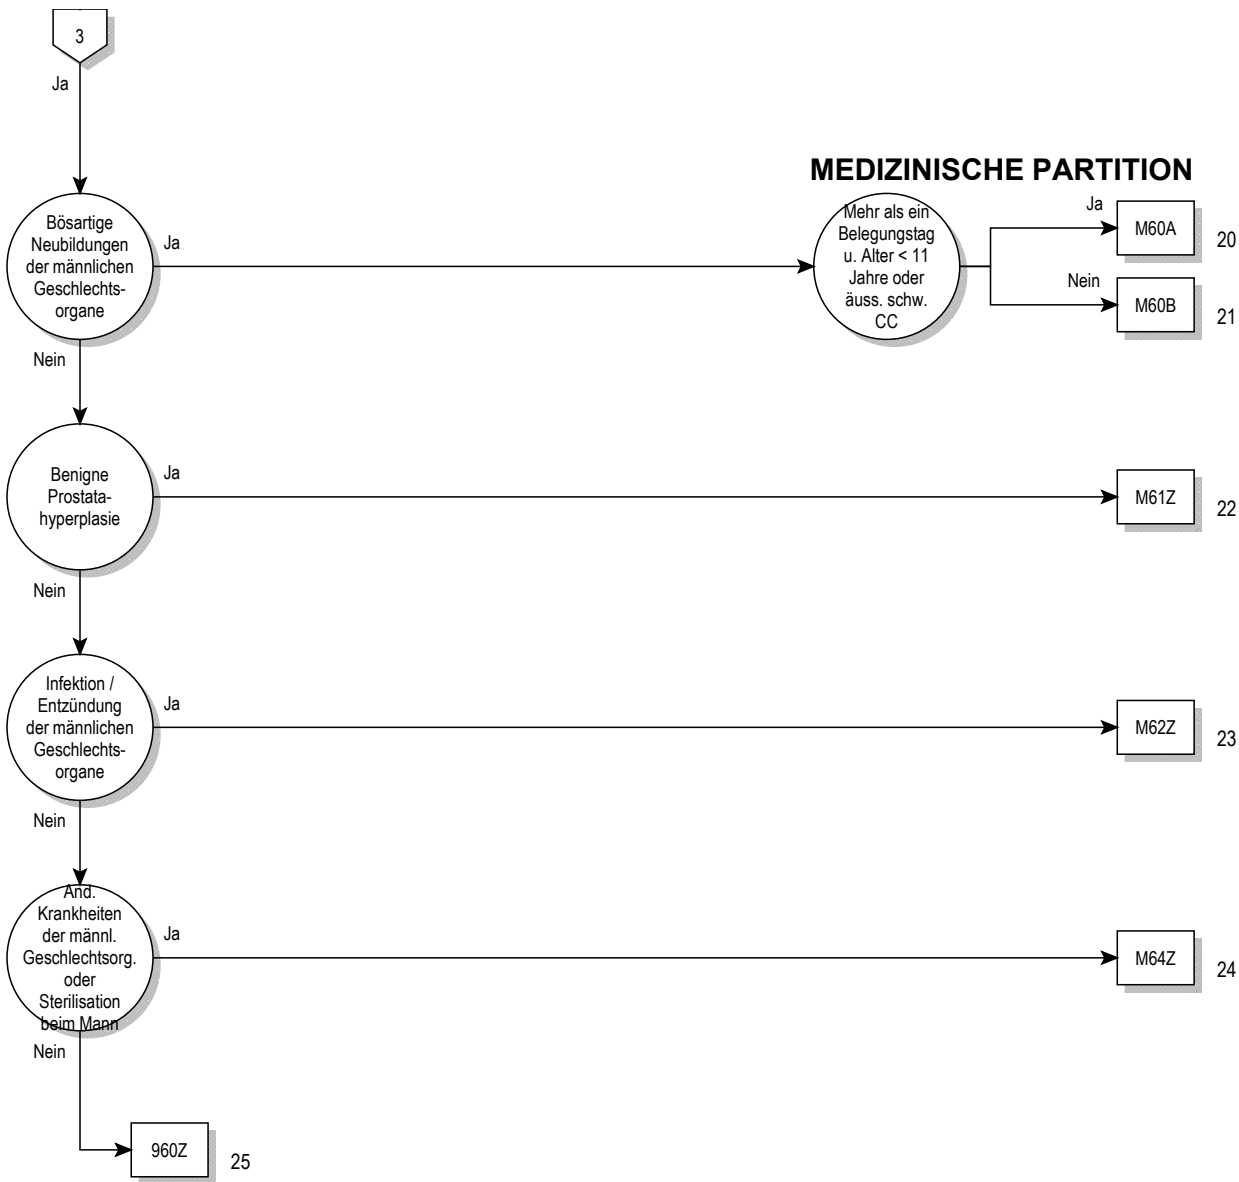 3
Ja
MEDIZINISCHE PARTITION
Bösartige
Neubildungen
der männlichen
Geschlechts-
organe
Ja
Mehr als ein
Belegungstag
u. Alter < 11
Jahre oder
äuss. schw.
CC
Ja
M60A
20
Nein
M60B
21
Nein
Benigne
Prostata-
hyperplasie
Ja
M61Z
22
Nein
Infektion /
Entzündung
der männlichen
Geschlechts-
organe
Ja
M62Z
23
Nein
And.
Krankheiten
der männl.
Geschlechtsorg.
oder
Sterilisation
beim Mann
Ja
M64Z
24
Nein
960Z
25